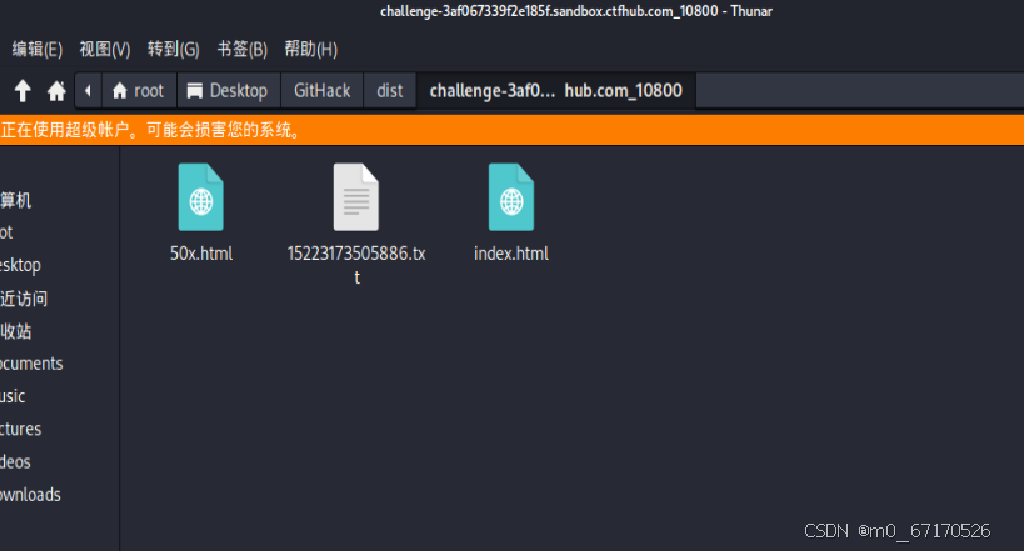 challenge-3af067339f2e185f.sandbox.ctfhub.com_10800 - Thunar
编辑(E) 视图(V) 转到(G) 书签(B) 帮助(H)
root Desktop GitHack dist challenge-3af0... hub.com_10800
正在使用超级帐户。可能会损害您的系统。
算机
ot
esktop
近访问
收站
ocuments
usic
ctures
deos
ownloads
50x.html
15223173505886.tx
t
index.html
CSDN @m0_67170526